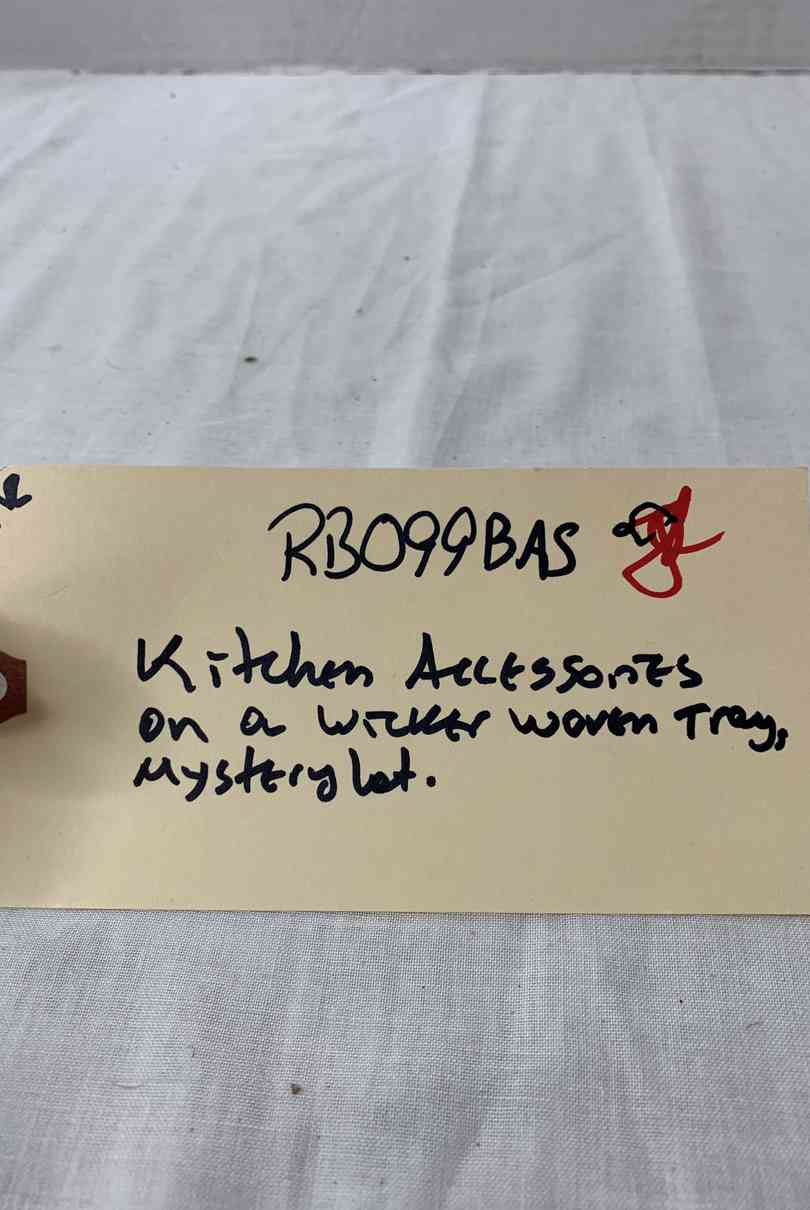 RB099BAS
Kitchen Accessories
on a wicker woven Tray,
Mystery lot.